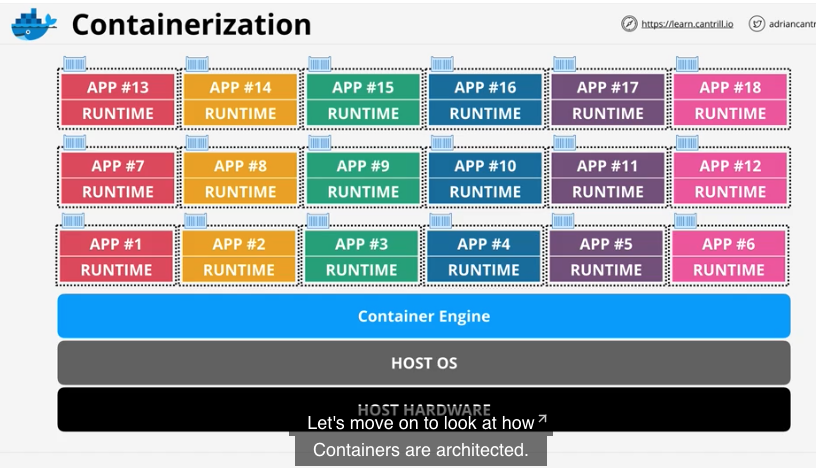 Containerization
https://learn.cantrill.io adriancantr
APP #13 APP #14 APP #15 APP #16 APP #17 APP #18
RUNTIME RUNTIME RUNTIME RUNTIME RUNTIME RUNTIME
APP #7 APP #8 APP #9 APP #10 APP #11 APP #12
RUNTIME RUNTIME RUNTIME RUNTIME RUNTIME RUNTIME
APP #1 APP #2 APP #3 APP #4 APP #5 APP #6
RUNTIME RUNTIME RUNTIME RUNTIME RUNTIME RUNTIME
Container Engine
HOST OS
HOST HARDWARE
Let's move on to look at how
Containers are architected.